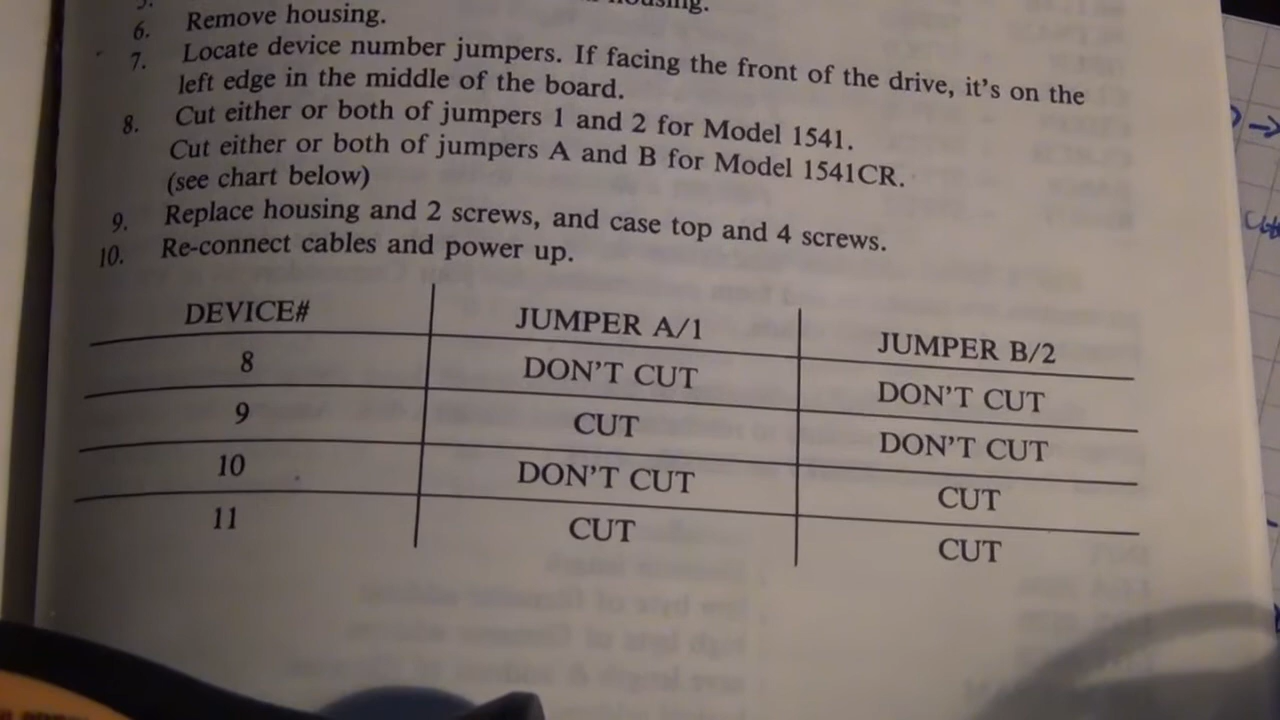 housing.
6. Remove housing.
7. Locate device number jumpers. If facing the front of the drive, it's on the
left edge in the middle of the board.
8. Cut either or both of jumpers 1 and 2 for Model 1541.
Cut either or both of jumpers A and B for Model 1541CR.
(see chart below)
9. Replace housing and 2 screws, and case top and 4 screws.
10. Re-connect cables and power up.
DEVICE# JUMPER A/1 JUMPER B/2
8 DON'T CUT DON'T CUT
9 CUT DON'T CUT
10 DON'T CUT CUT
11 CUT CUT